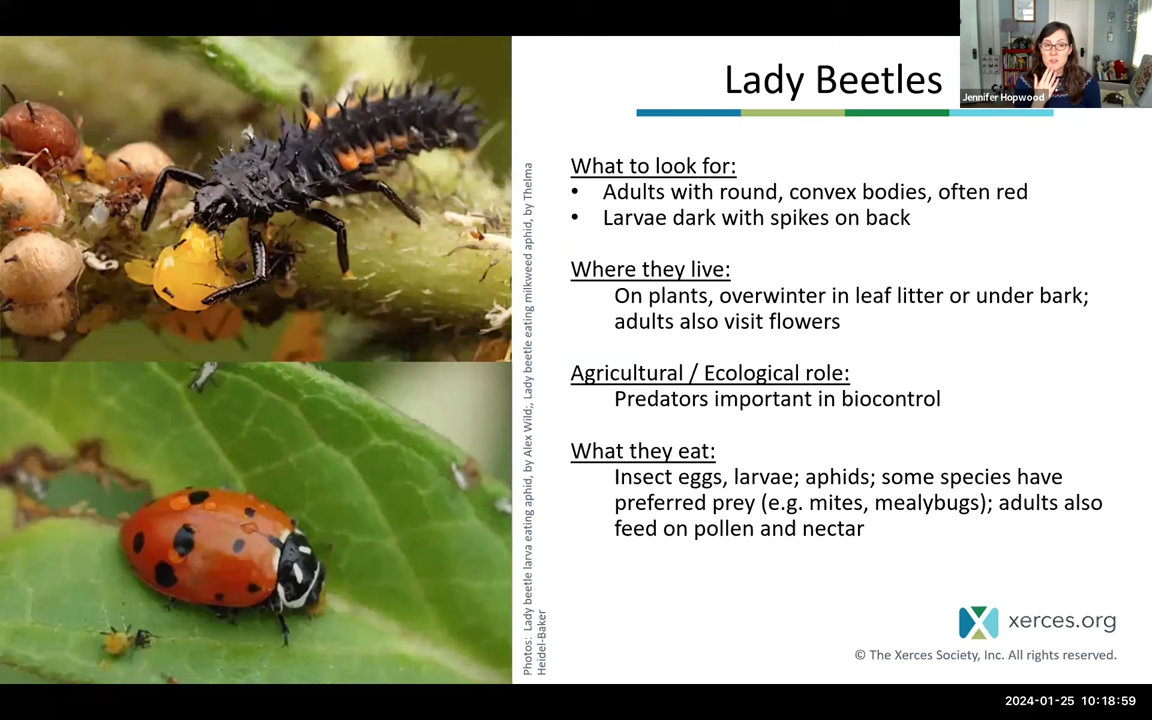 Lady Beetles
Jennifer Hopwood
What to look for:
• Adults with round, convex bodies, often red
• Larvae dark with spikes on back
Where they live:
On plants, overwinter in leaf litter or under bark;
adults also visit flowers
Agricultural / Ecological role:
Predators important in biocontrol
What they eat:
Insect eggs, larvae; aphids; some species have
preferred prey (e.g. mites, mealybugs); adults also
feed on pollen and nectar
Photos: Lady beetle larva eating aphid, by Alex Wild;, Lady beetle eating milkweed aphid, by Thelma
Heidel-Baker
xerces.org
© The Xerces Society, Inc. All rights reserved.
2024-01-25 10:18:59